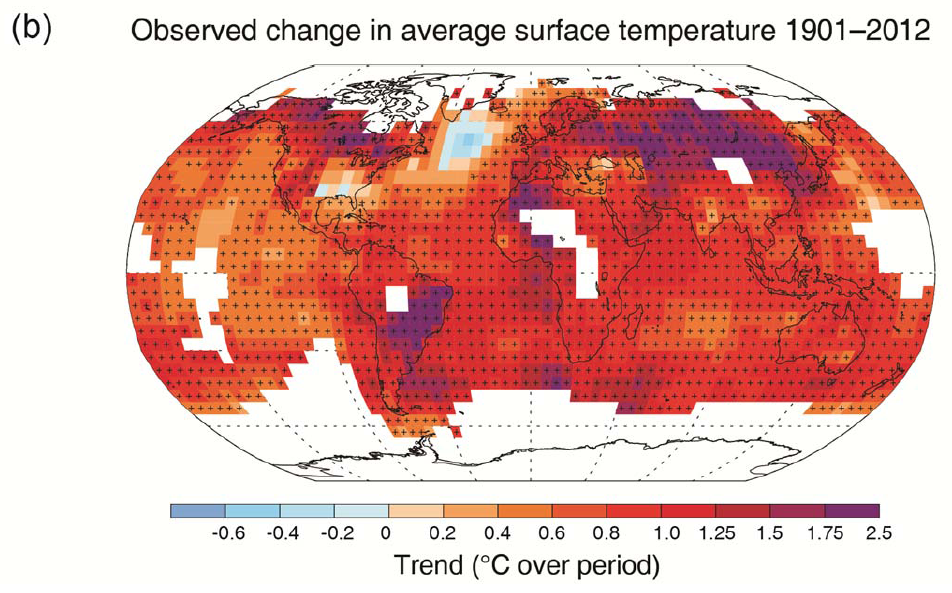 (b) Observed change in average surface temperature 1901–2012
-0.6 -0.4 -0.2 0 0.2 0.4 0.6 0.8 1.0 1.25 1.5 1.75 2.5
Trend (°C over period)